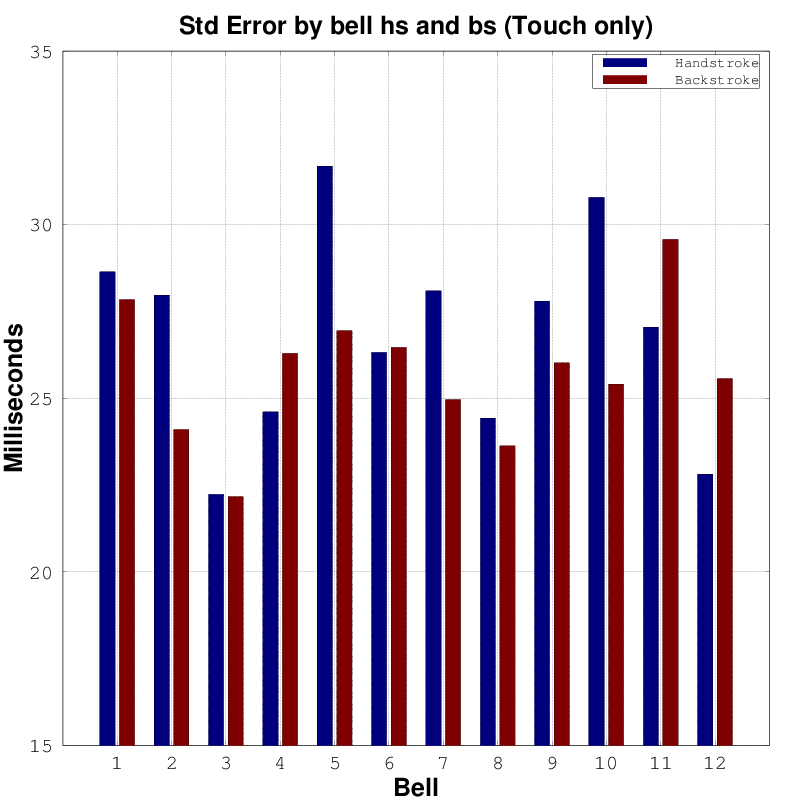 Std Error by bell hs and bs (Touch only)
35
Handstroke
Backstroke
30
25
20
15
Milliseconds
1 2 3 4 5 6 7 8 9 10 11 12
Bell